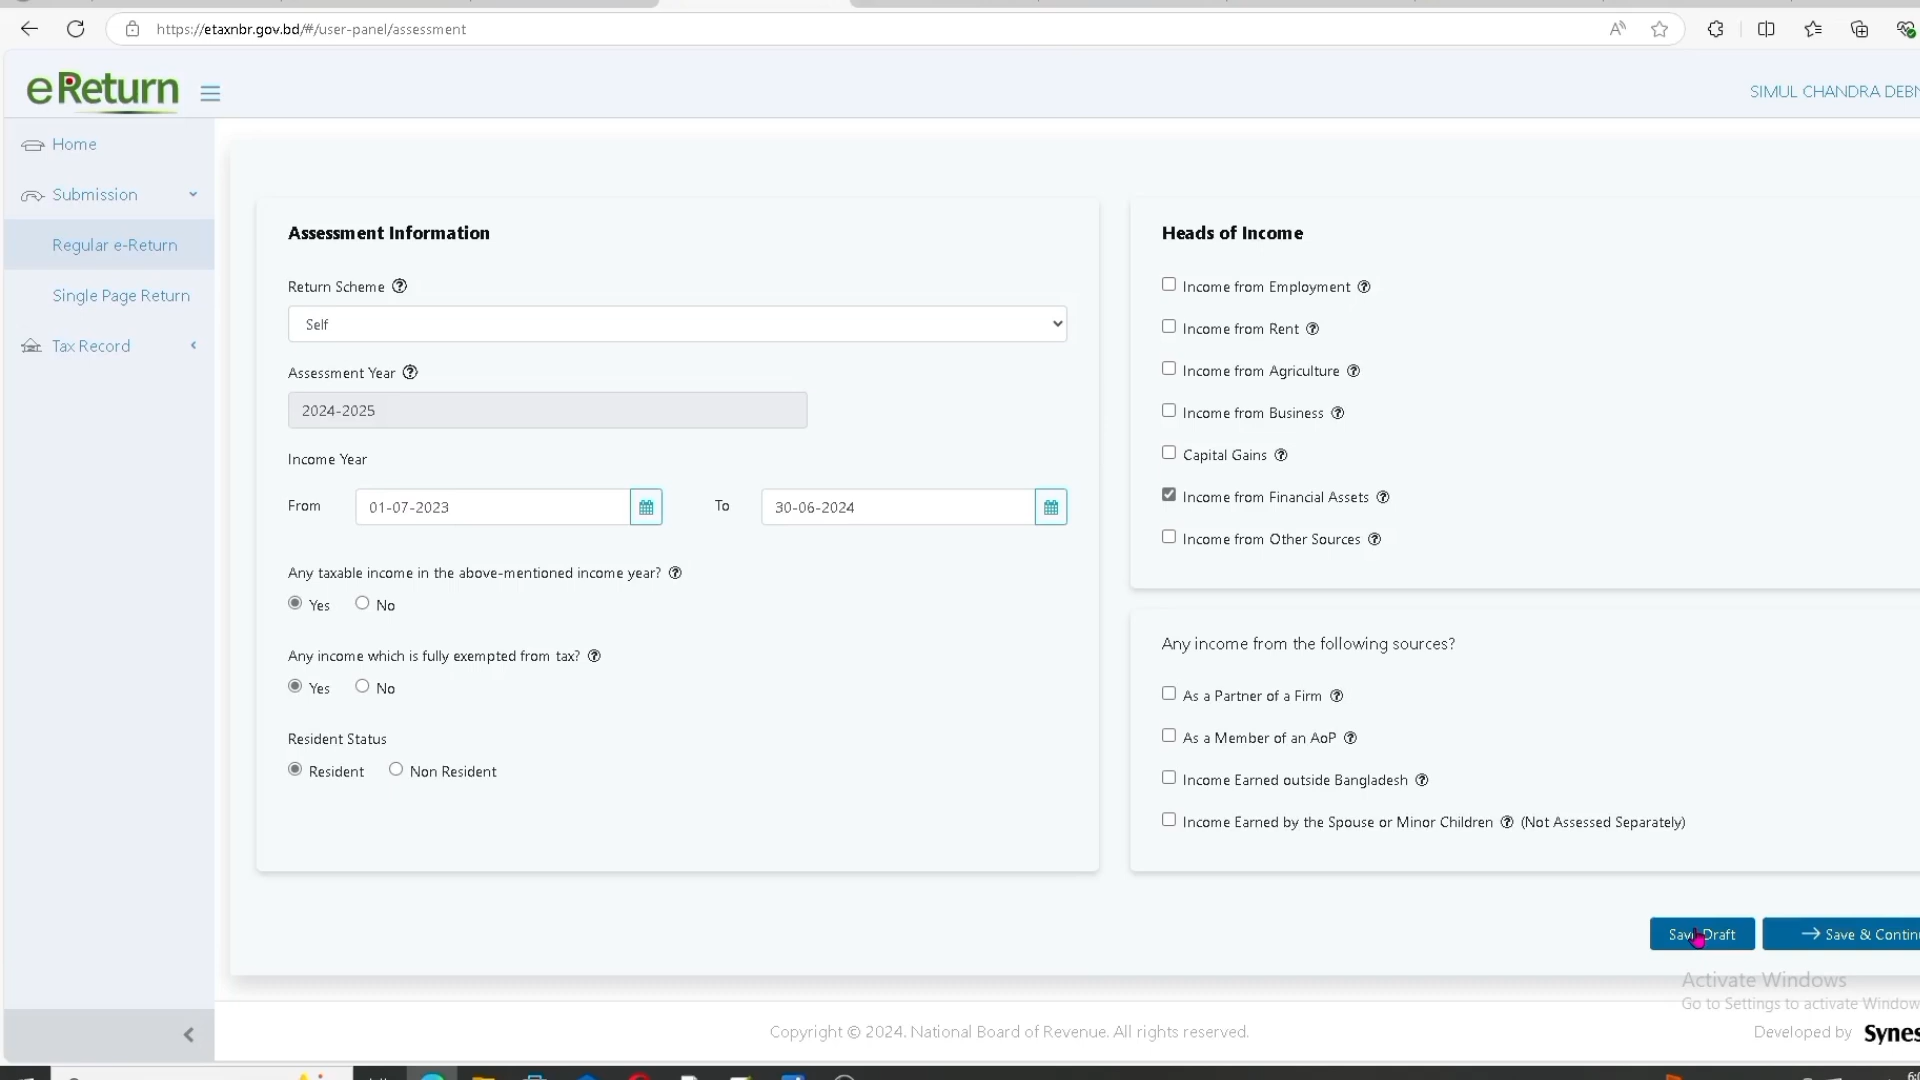 https://etaxnbr.gov.bd/#/user-panel/assessment
eReturn
SIMUL CHANDRA DEBN
Home
Submission
Regular e-Return
Single Page Return
Tax Record
Assessment Information
Return Scheme
Self
Assessment Year
2024-2025
Income Year
From 01-07-2023 To 30-06-2024
Any taxable income in the above-mentioned income year?
Yes No
Any income which is fully exempted from tax?
Yes No
Resident Status
Resident Non Resident
Heads of Income
Income from Employment
Income from Rent
Income from Agriculture
Income from Business
Capital Gains
Income from Financial Assets
Income from Other Sources
Any income from the following sources?
As a Partner of a Firm
As a Member of an AoP
Income Earned outside Bangladesh
Income Earned by the Spouse or Minor Children (Not Assessed Separately)
Save Draft
Save & Contin
Activate Windows
Go to Settings to activate Window
Copyright © 2024. National Board of Revenue. All rights reserved.
Developed by Synes